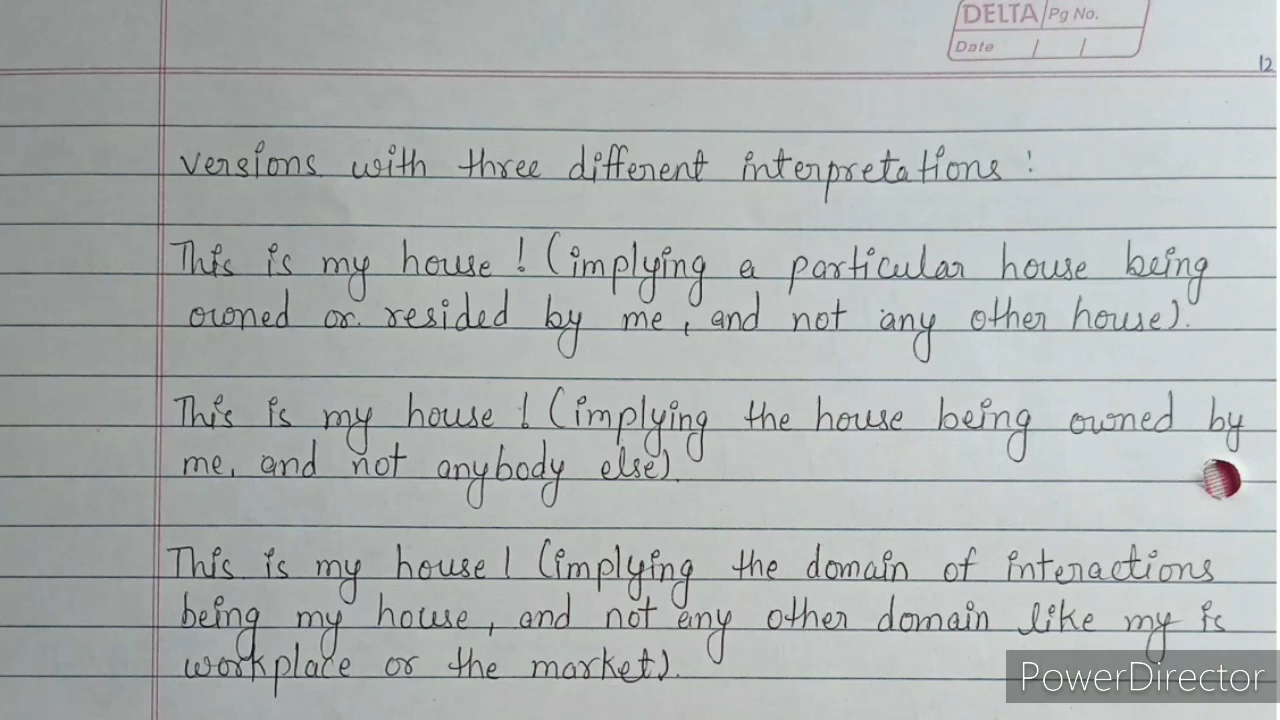 DELTA Pg No.
Date / /
12
versions with three different interpretations :
This is my house ! (implying a particular house being
owned or resided by me, and not any other house).
This is my house ! (implying the house being owned by
me, and not anybody else).
This is my house ! (implying the domain of interactions
being my house, and not any other domain like my is
workplace or the market).
PowerDirector